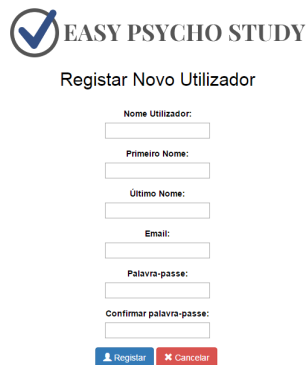 EASY PSYCHO STUDY
Registar Novo Utilizador
Nome Utilizador:
Primeiro Nome:
Último Nome:
Email:
Palavra-passe:
Confirmar palavra-passe:
Registar Cancelar